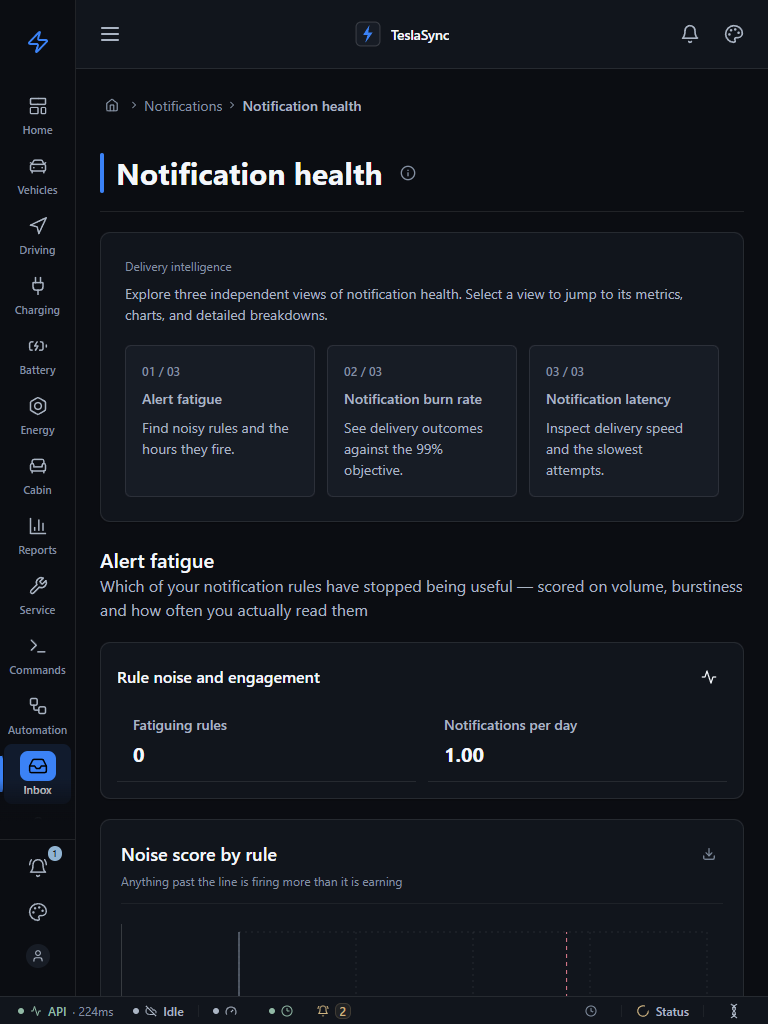 TeslaSync
Home
Vehicles
Driving
Charging
Battery
Energy
Cabin
Reports
Service
Commands
Automation
Inbox
1
Notifications
Notification health
Notification health
Delivery intelligence
Explore three independent views of notification health. Select a view to jump to its metrics,
charts, and detailed breakdowns.
01 / 03
Alert fatigue
Find noisy rules and the
hours they fire.
02 / 03
Notification burn rate
See delivery outcomes
against the 99%
objective.
03 / 03
Notification latency
Inspect delivery speed
and the slowest
attempts.
Alert fatigue
Which of your notification rules have stopped being useful — scored on volume, burstiness
and how often you actually read them
Rule noise and engagement
Fatiguing rules
0
Notifications per day
1.00
Noise score by rule
Anything past the line is firing more than it is earning
API · 224ms
Idle
2
Status